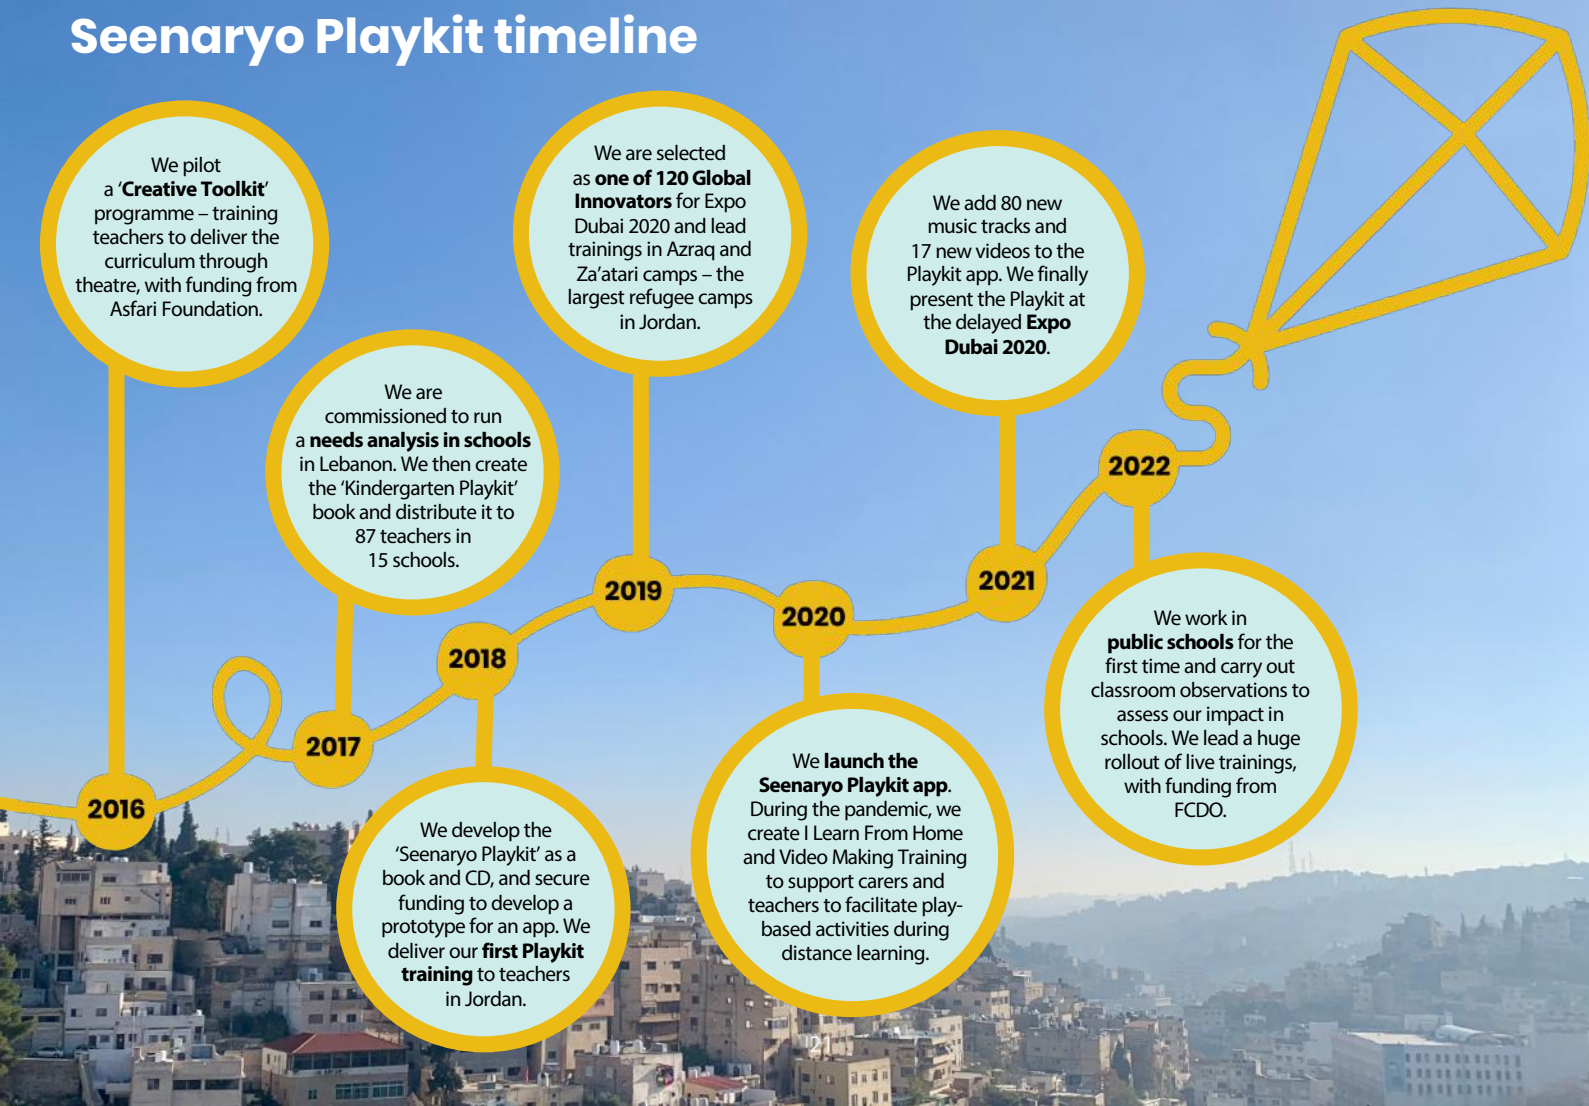 Seenaryo Playkit timeline
We pilot
a ‘Creative Toolkit’
programme – training
teachers to deliver the
curriculum through
theatre, with funding from
Asfari Foundation.
2016
We are
commissioned to run
a needs analysis in schools
in Lebanon. We then create
the ‘Kindergarten Playkit’
book and distribute it to
87 teachers in
15 schools.
2017
2018
We develop the
‘Seenaryo Playkit’ as a
book and CD, and secure
funding to develop a
prototype for an app. We
deliver our first Playkit
training to teachers
in Jordan.
We are selected
as one of 120 Global
Innovators for Expo
Dubai 2020 and lead
trainings in Azraq and
Za’atari camps – the
largest refugee camps
in Jordan.
2019
2020
We launch the
Seenaryo Playkit app.
During the pandemic, we
create I Learn From Home
and Video Making Training
to support carers and
teachers to facilitate play-
based activities during
distance learning.
We add 80 new
music tracks and
17 new videos to the
Playkit app. We finally
present the Playkit at
the delayed Expo
Dubai 2020.
2021
2022
We work in
public schools for the
first time and carry out
classroom observations to
assess our impact in
schools. We lead a huge
rollout of live trainings,
with funding from
FCDO.
21